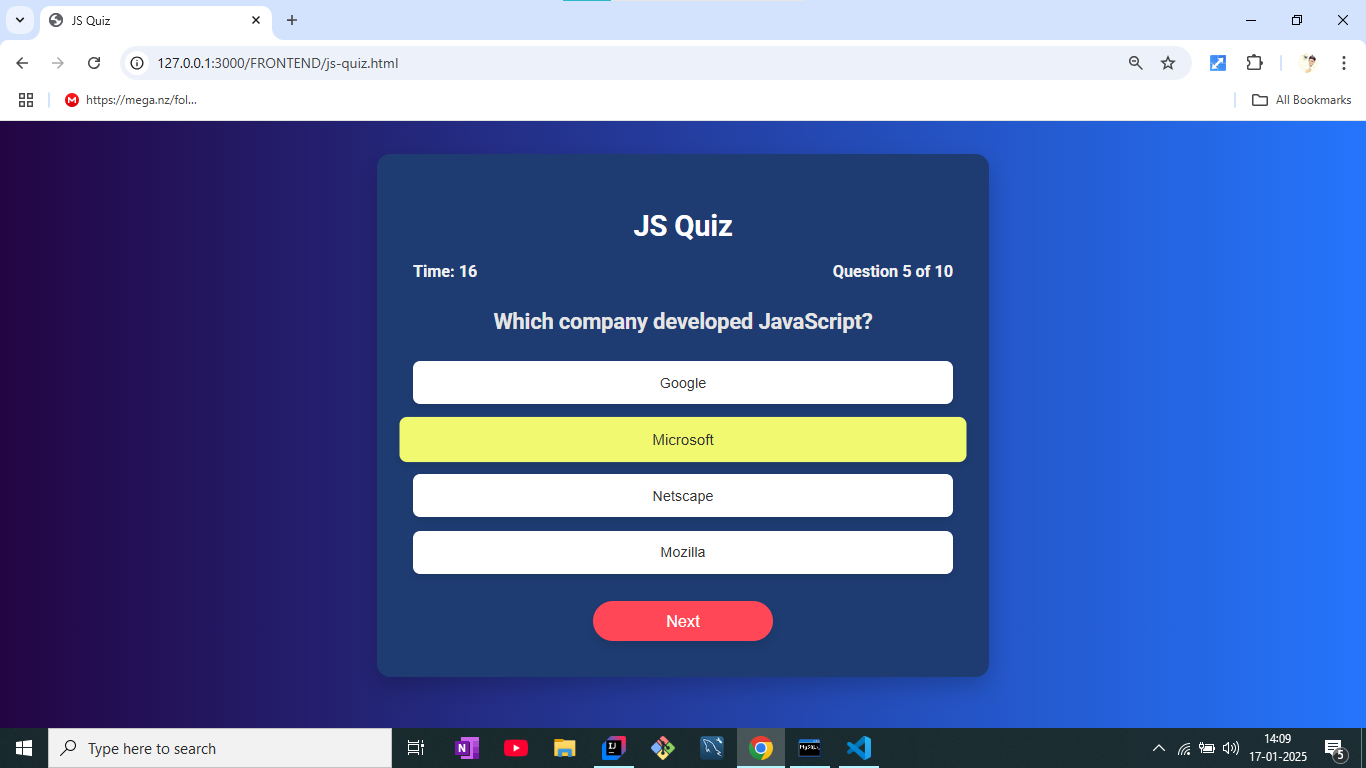 JS Quiz
127.0.0.1:3000/FRONTEND/js-quiz.html
M https://mega.nz/fol... All Bookmarks
JS Quiz
Time: 16 Question 5 of 10
Which company developed JavaScript?
Google
Microsoft
Netscape
Mozilla
Next
Type here to search
N
IJ
MySQL
14:09
17-01-2025
5